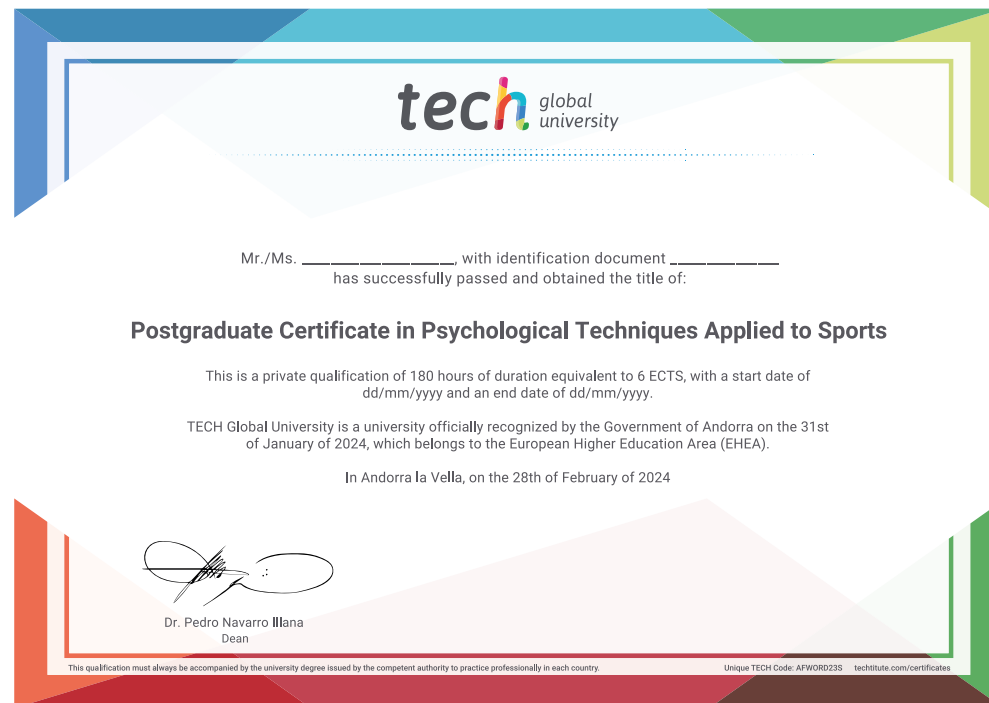 tech global
university
Mr./Ms. ____________________, with identification document ______________
has successfully passed and obtained the title of:
Postgraduate Certificate in Psychological Techniques Applied to Sports
This is a private qualification of 180 hours of duration equivalent to 6 ECTS, with a start date of
dd/mm/yyyy and an end date of dd/mm/yyyy.
TECH Global University is a university officially recognized by the Government of Andorra on the 31st
of January of 2024, which belongs to the European Higher Education Area (EHEA).
In Andorra la Vella, on the 28th of February of 2024
Dr. Pedro Navarro Illana
Dean
This qualification must always be accompanied by the university degree issued by the competent authority to practice professionally in each country.
Unique TECH Code: AFWORD23S techtitute.com/certificates